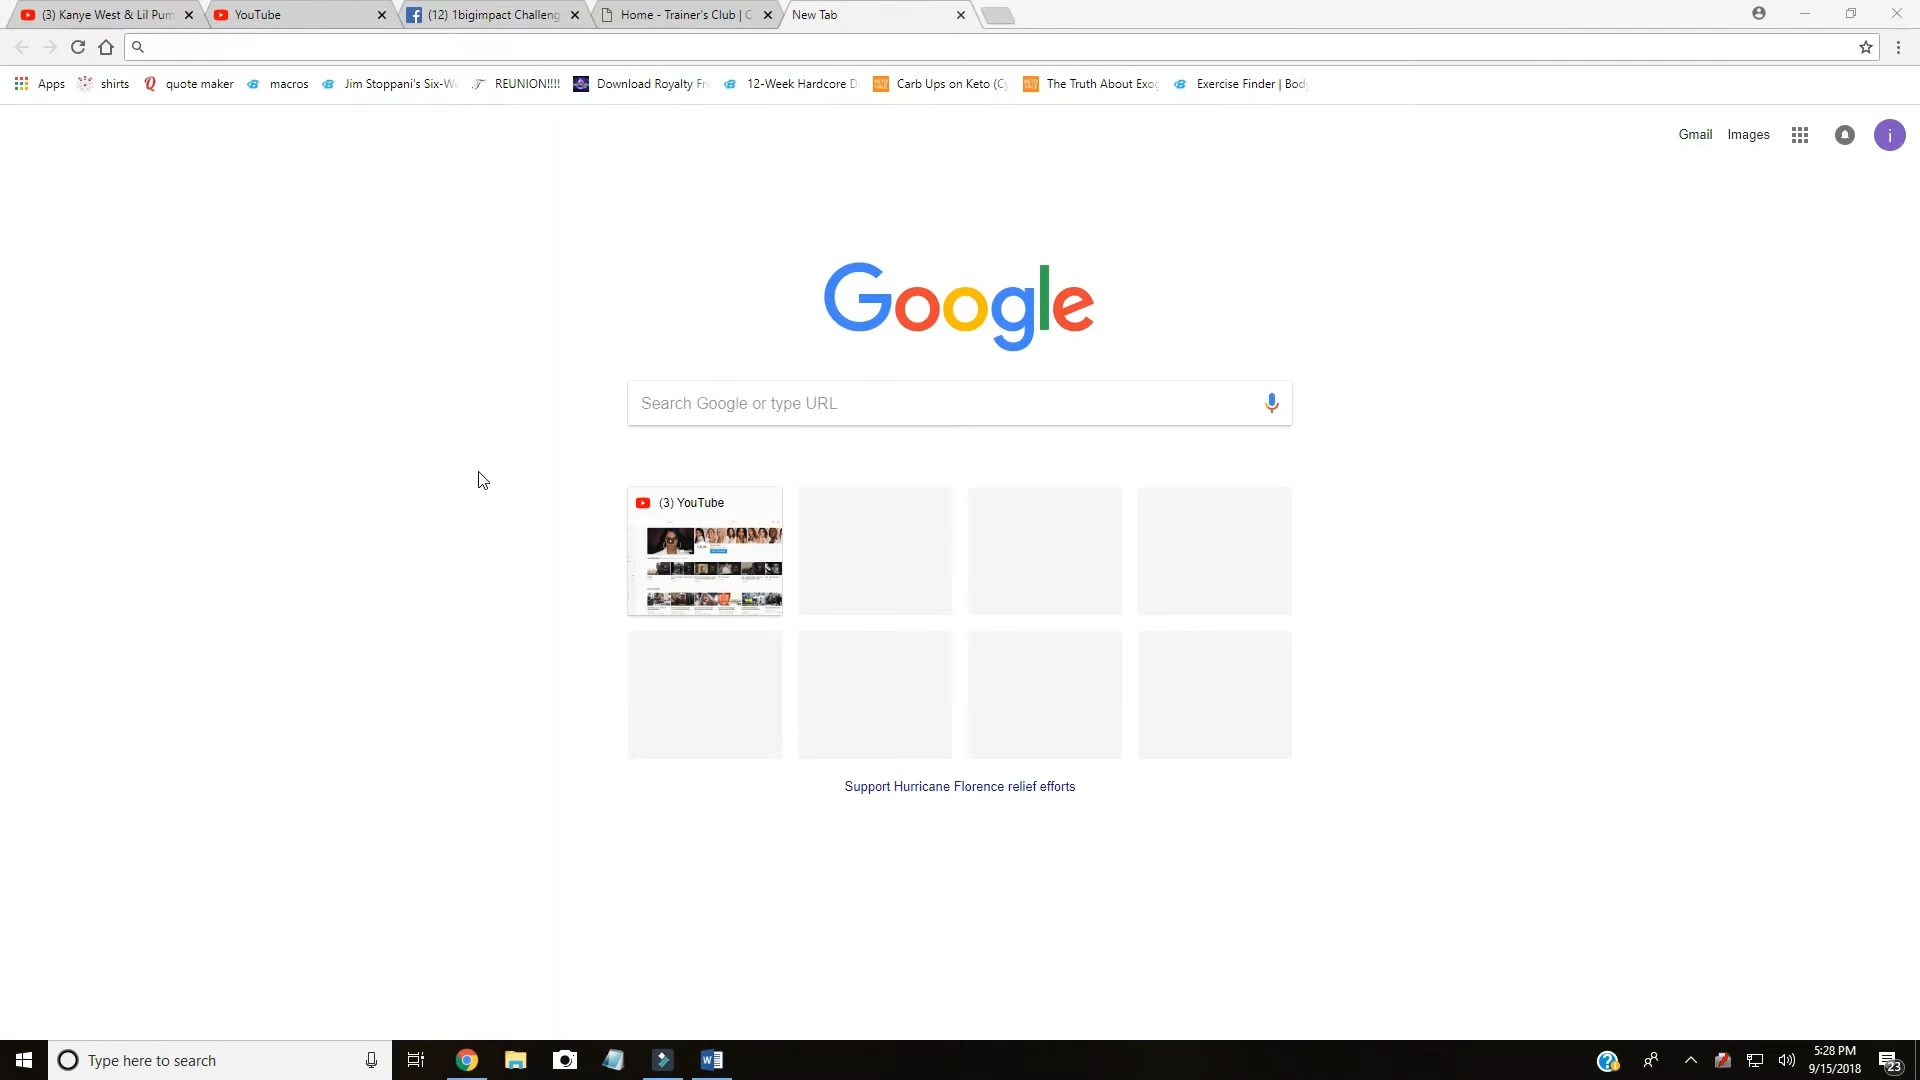 (3) Kanye West & Lil Pum
YouTube
(12) 1bigimpact Challeng
Home - Trainer's Club | C
New Tab
Apps
shirts
quote maker
macros
Jim Stoppani's Six-W
REUNION!!!!
Download Royalty Fr
12-Week Hardcore D
Carb Ups on Keto (Cy
The Truth About Exog
Exercise Finder | Bod
Gmail
Images
i
Google
Search Google or type URL
(3) YouTube
Support Hurricane Florence relief efforts
Type here to search
5:28 PM
9/15/2018
23